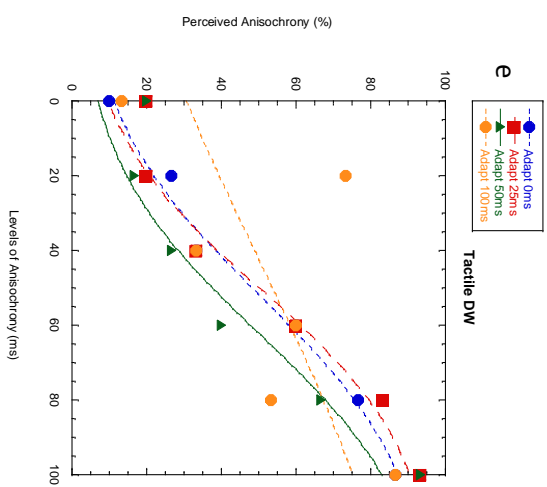 e
Tactile DW
Adapt 0ms
Adapt 25ms
Adapt 50ms
Adapt 100ms
Perceived Anisochrony (%)
100
80
60
40
20
0
0 20 40 60 80 100
Levels of Anisochrony (ms)